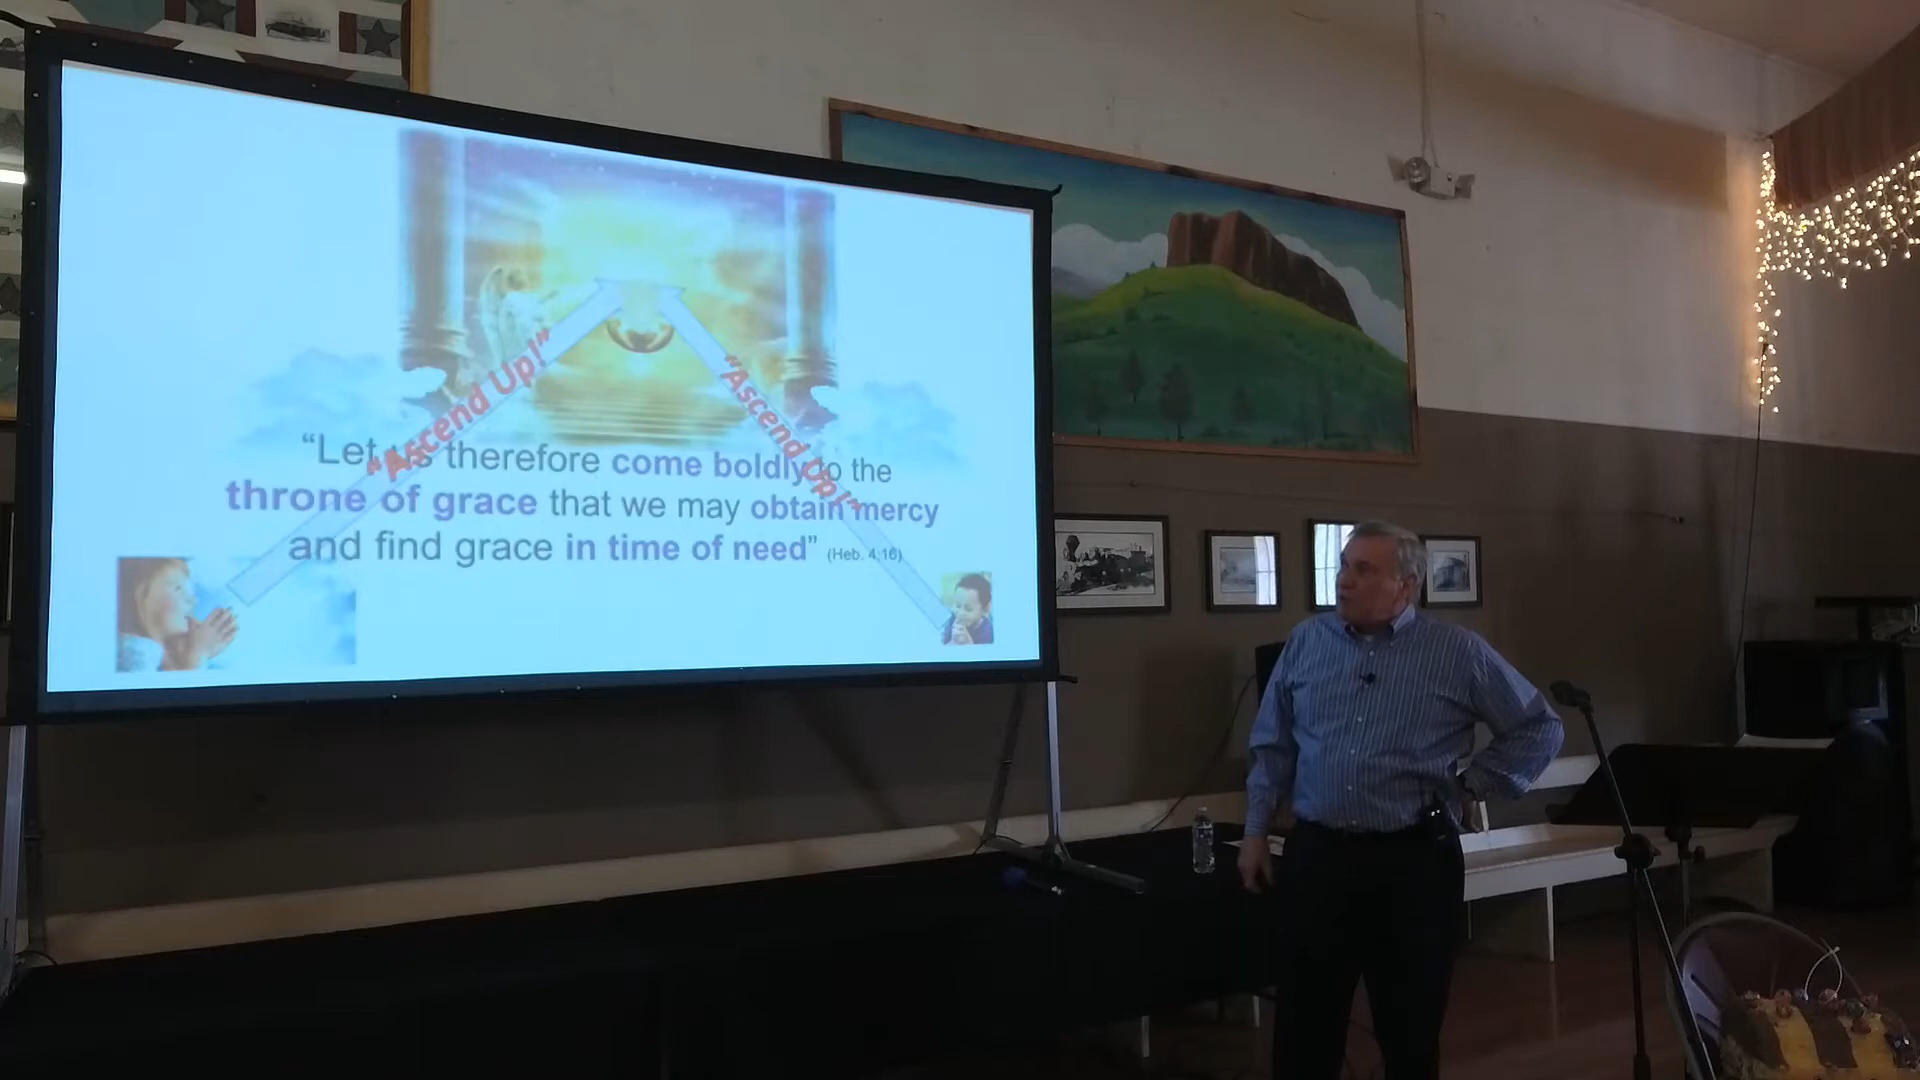 “Ascend Up!”
“Ascend Up!”
“Let us therefore come boldly to the
throne of grace that we may obtain mercy
and find grace in time of need” (Heb. 4:16)